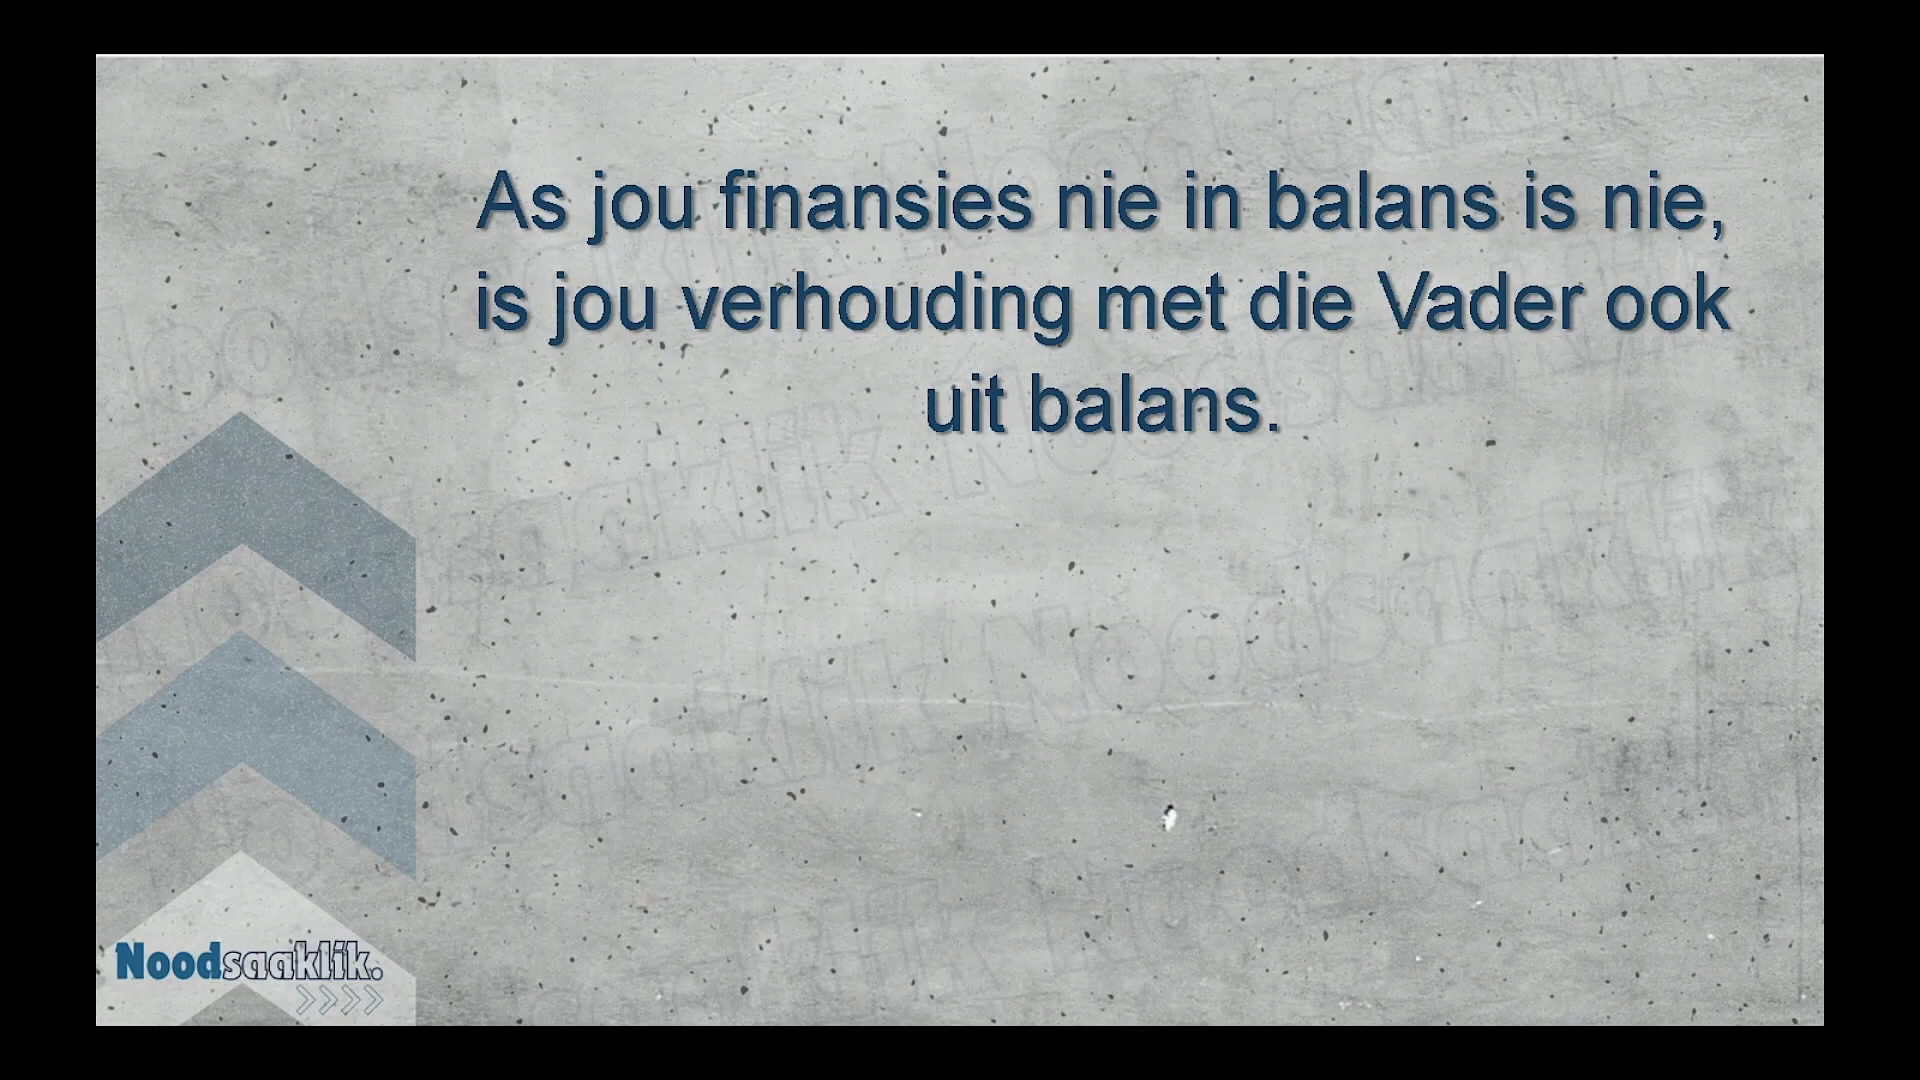 As jou finansies nie in balans is nie,
is jou verhouding met die Vader ook
uit balans.
Noodsaaklik.